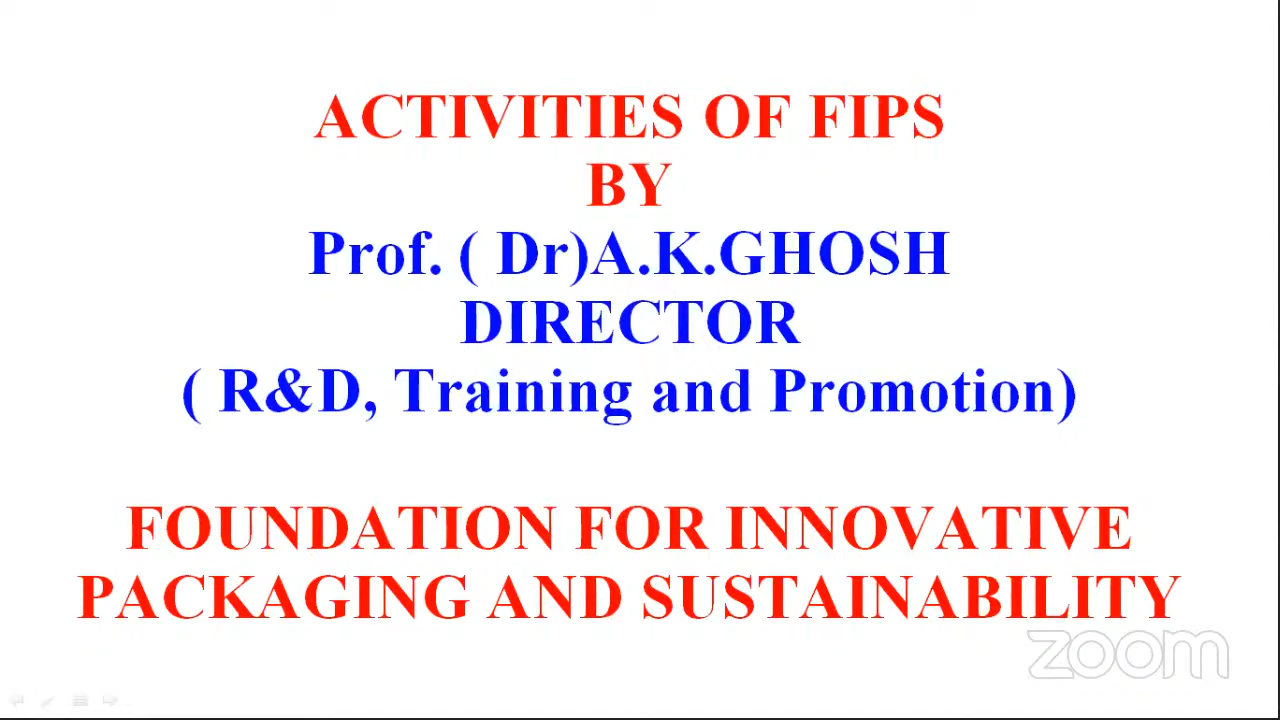 ACTIVITIES OF FIPS
BY
Prof. ( Dr)A.K.GHOSH
DIRECTOR
( R&D, Training and Promotion)
FOUNDATION FOR INNOVATIVE
PACKAGING AND SUSTAINABILITY
zoom